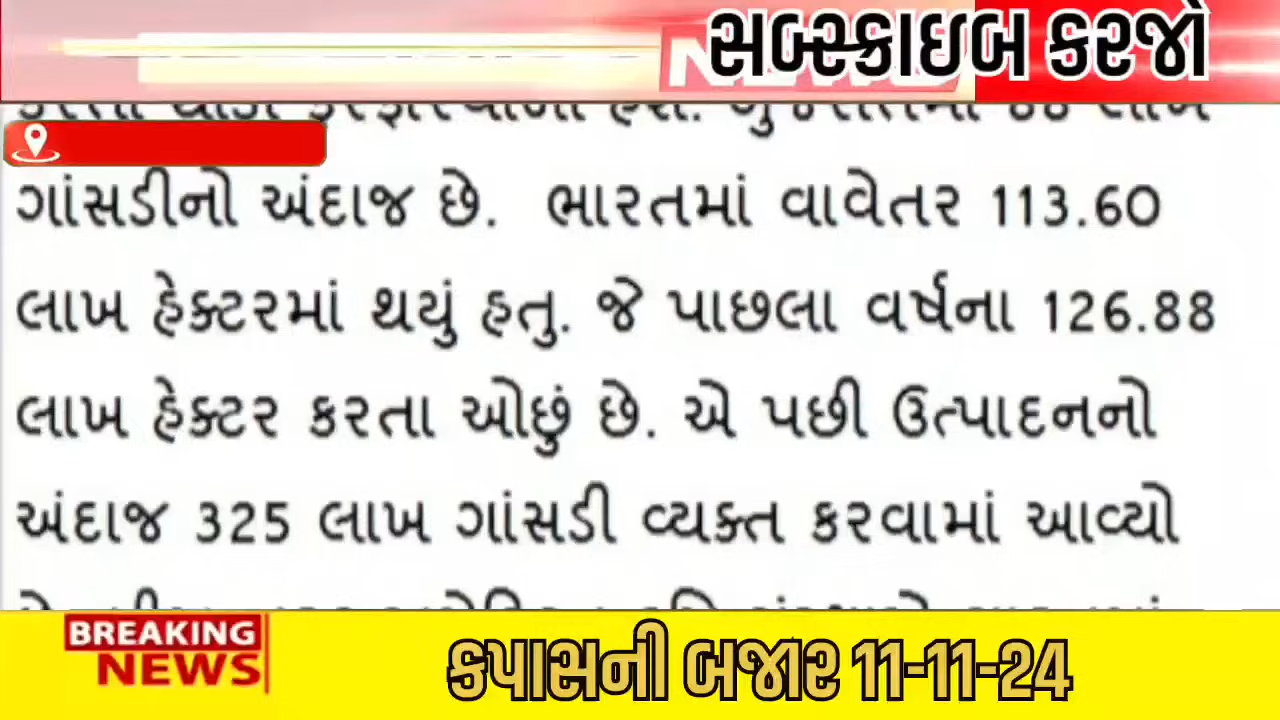 NEWS
સબ્સ્ક્રાઇબ કરજો
ગાંસડીનો અંદાજ છે. ભારતમાં વાવેતર 113.60
લાખ હેક્ટરમાં થયું હતુ. જે પાછલા વર્ષના 126.88
લાખ હેક્ટર કરતા ઓછું છે. એ પછી ઉત્પાદનનો
અંદાજ 325 લાખ ગાંસડી વ્યક્ત કરવામાં આવ્યો
BREAKING
NEWS
કપાસની બજાર 11-11-24